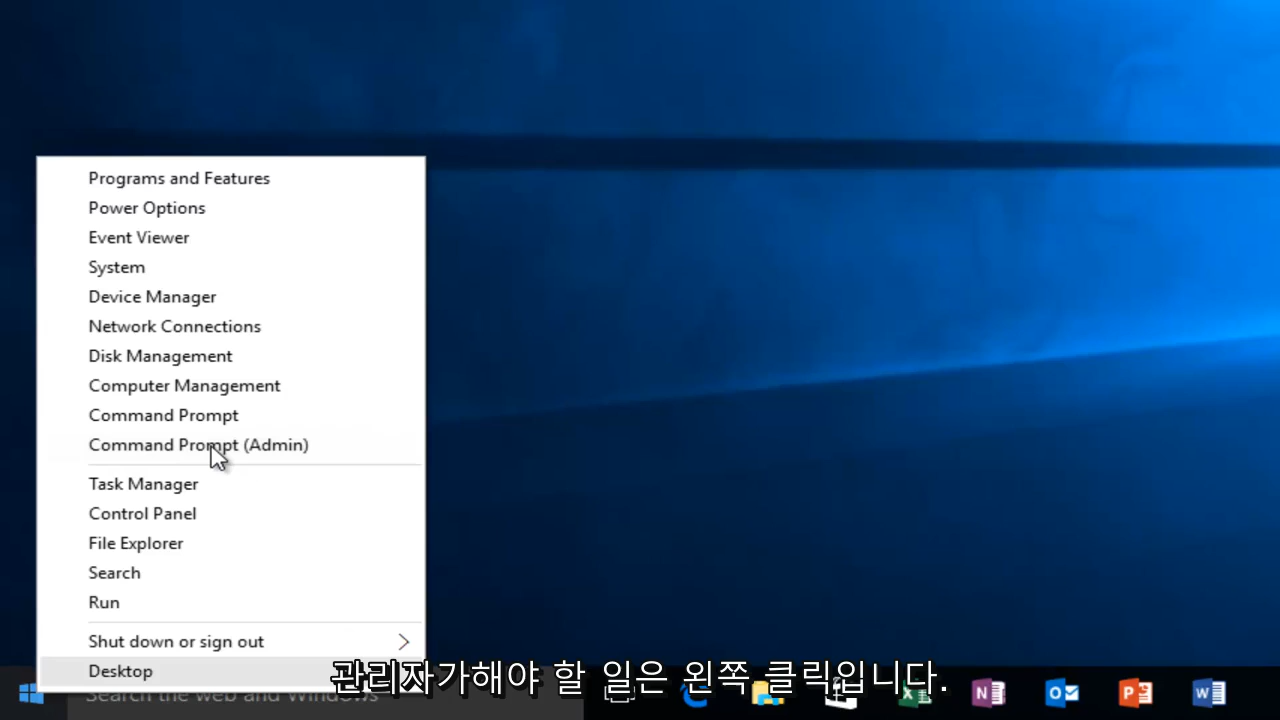 Programs and Features
Power Options
Event Viewer
System
Device Manager
Network Connections
Disk Management
Computer Management
Command Prompt
Command Prompt (Admin)
Task Manager
Control Panel
File Explorer
Search
Run
Shut down or sign out
Desktop
관리자가해야 할 일은 왼쪽 클릭입니다.
Search the web and Windows